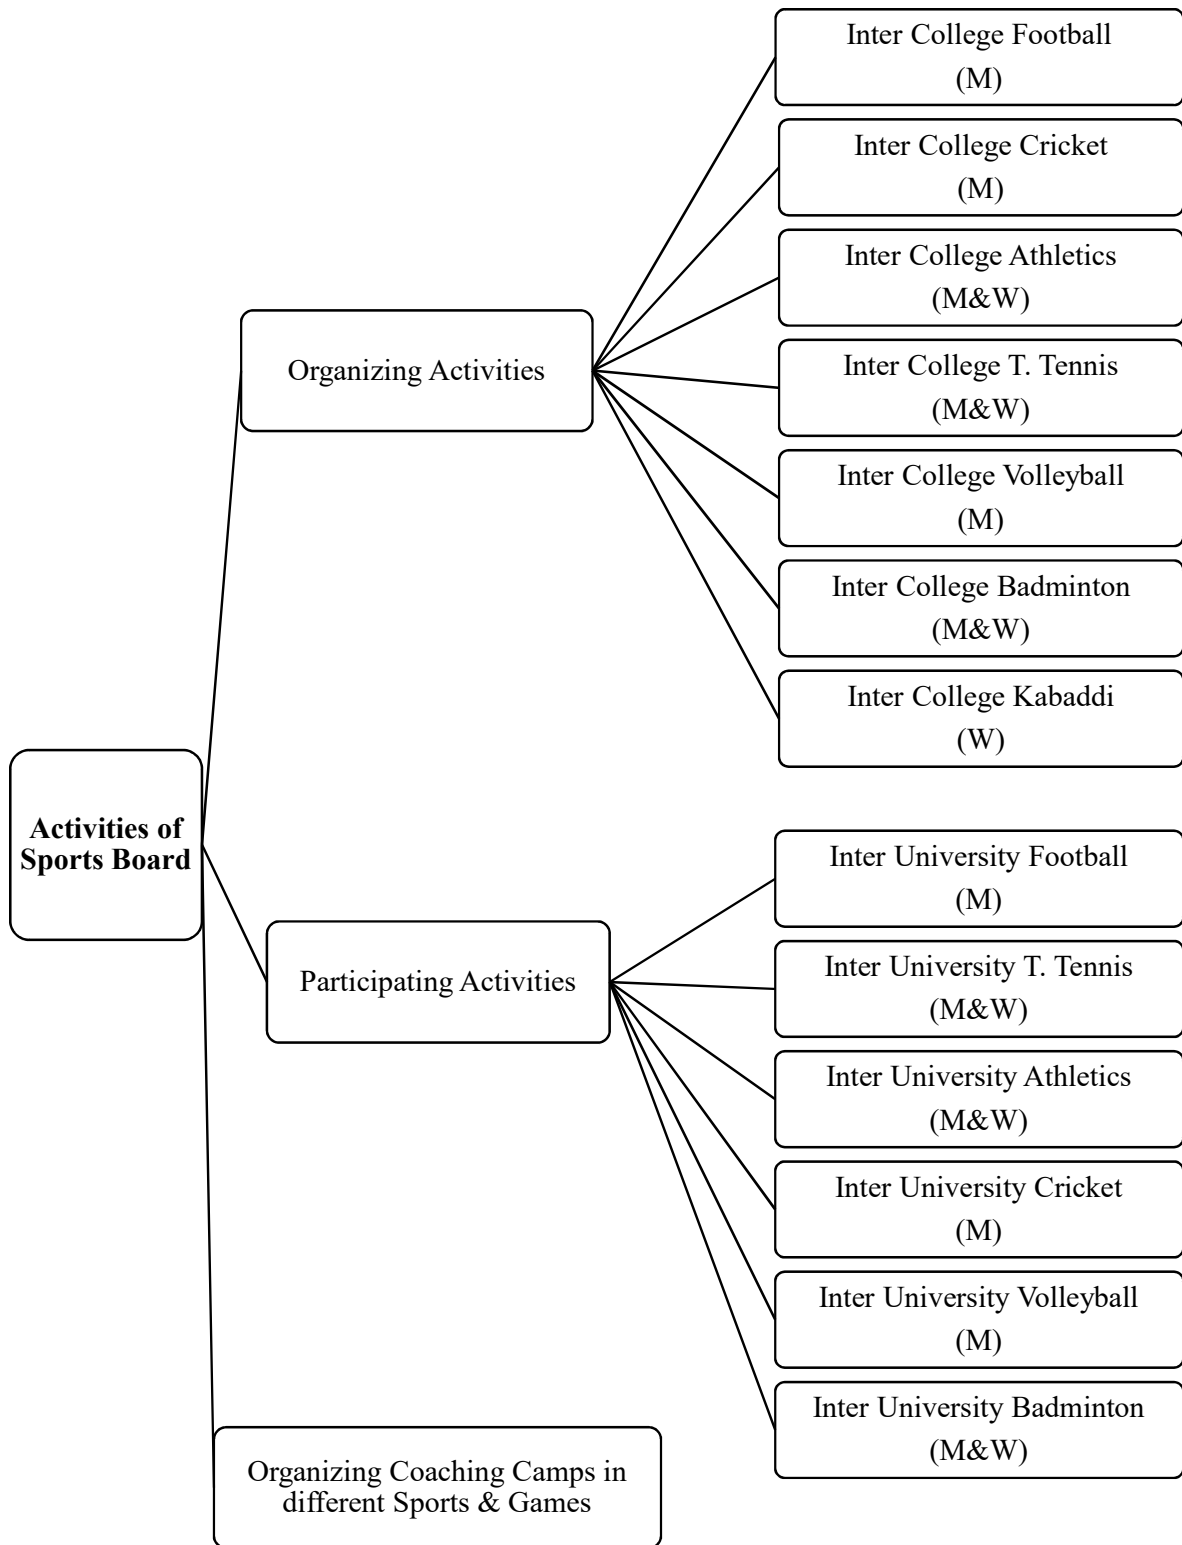 Activities of
Sports Board
Organizing Activities
Inter College Football
(M)
Inter College Cricket
(M)
Inter College Athletics
(M&W)
Inter College T. Tennis
(M&W)
Inter College Volleyball
(M)
Inter College Badminton
(M&W)
Inter College Kabaddi
(W)
Participating Activities
Inter University Football
(M)
Inter University T. Tennis
(M&W)
Inter University Athletics
(M&W)
Inter University Cricket
(M)
Inter University Volleyball
(M)
Inter University Badminton
(M&W)
Organizing Coaching Camps in
different Sports & Games